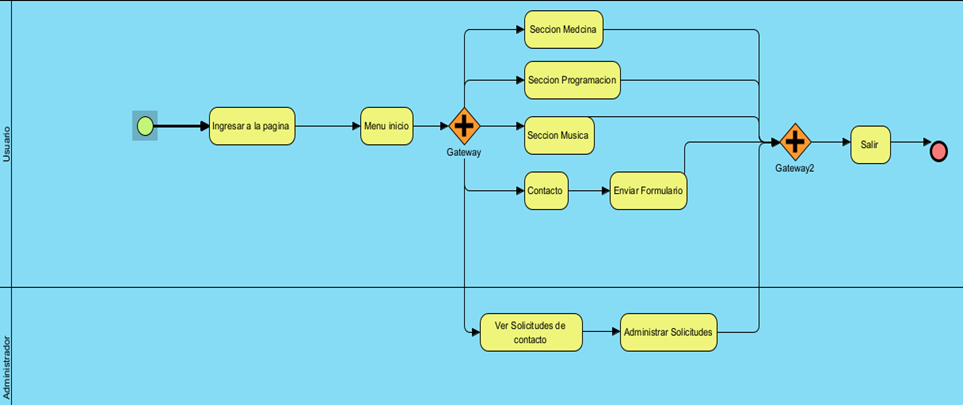 Usuario
Ingresar a la pagina
Menu inicio
Gateway
Seccion Medcina
Seccion Programacion
Seccion Musica
Contacto
Enviar Formulario
Gateway2
Salir
Administrador
Ver Solicitudes de
contacto
Administrar Solicitudes